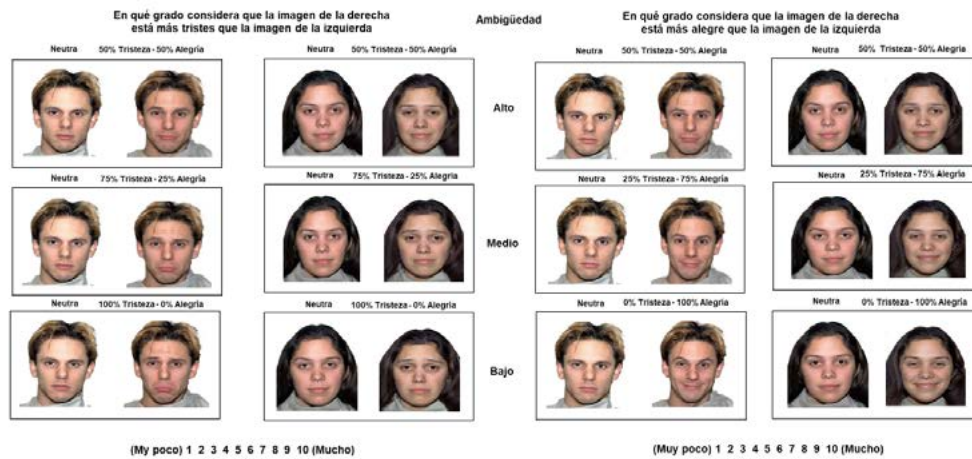 En qué grado considera que la imagen de la derecha
está más tristes que la imagen de la izquierda
Ambigüedad
En qué grado considera que la imagen de la derecha
está más alegre que la imagen de la izquierda
Neutra 50% Tristeza - 50% Alegría
Neutra 50% Tristeza - 50% Alegría
Alto
Neutra 50% Tristeza - 50% Alegría
Neutra 50% Tristeza - 50% Alegría
Neutra 75% Tristeza - 25% Alegría
Neutra 75% Tristeza - 25% Alegría
Medio
Neutra 25% Tristeza - 75% Alegría
Neutra 25% Tristeza - 75% Alegría
Neutra 100% Tristeza - 0% Alegría
Neutra 100% Tristeza - 0% Alegría
Bajo
Neutra 0% Tristeza - 100% Alegría
Neutra 0% Tristeza - 100% Alegría
(My poco) 1 2 3 4 5 6 7 8 9 10 (Mucho)
(Muy poco) 1 2 3 4 5 6 7 8 9 10 (Mucho)